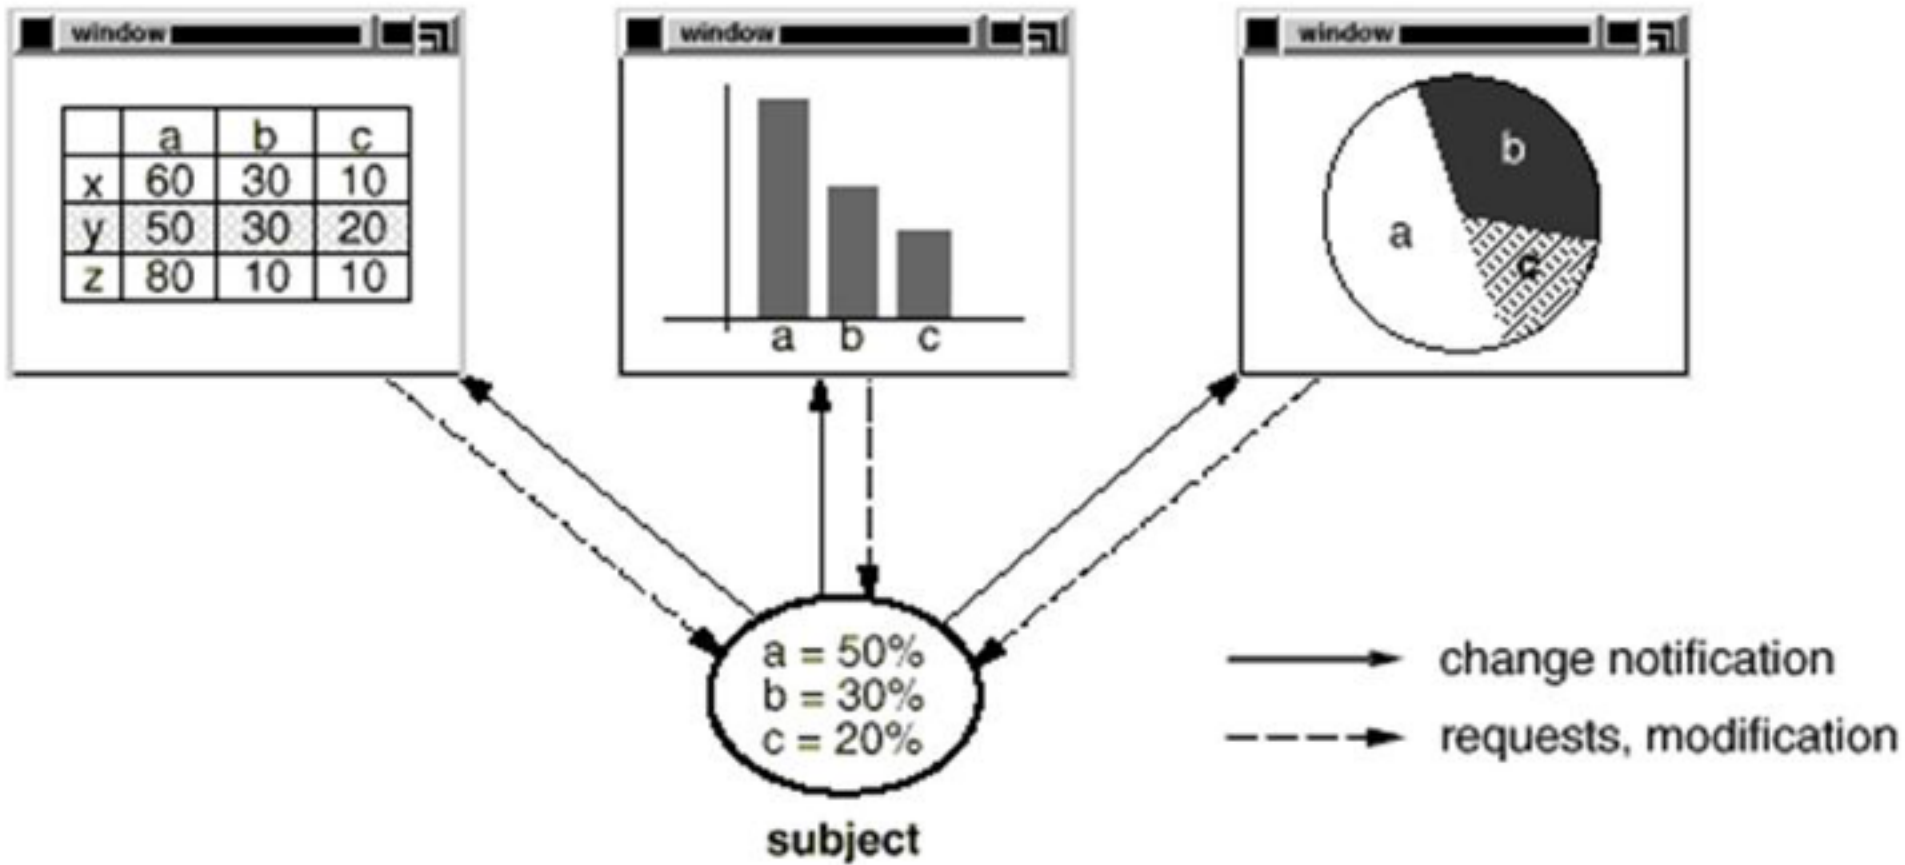 window
a b c
x 60 30 10
y 50 30 20
z 80 10 10
window
a b c
window
b
a
c
a = 50%
b = 30%
c = 20%
subject
change notification
requests, modification